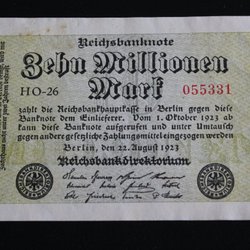 Reichsbanknote
Zehn Millionen
Mark
HO-26
055331
zahlt die Reichsbankhauptkasse in Berlin gegen diese
Banknote dem Einlieferer. Vom 1. Oktober 1923 ab
kann diese Banknote aufgerufen und unter Umtausch
gegen andere gesetzliche Zahlungsmittel eingezogen werden
Berlin, den 22. August 1923
Reichsbankdirektorium